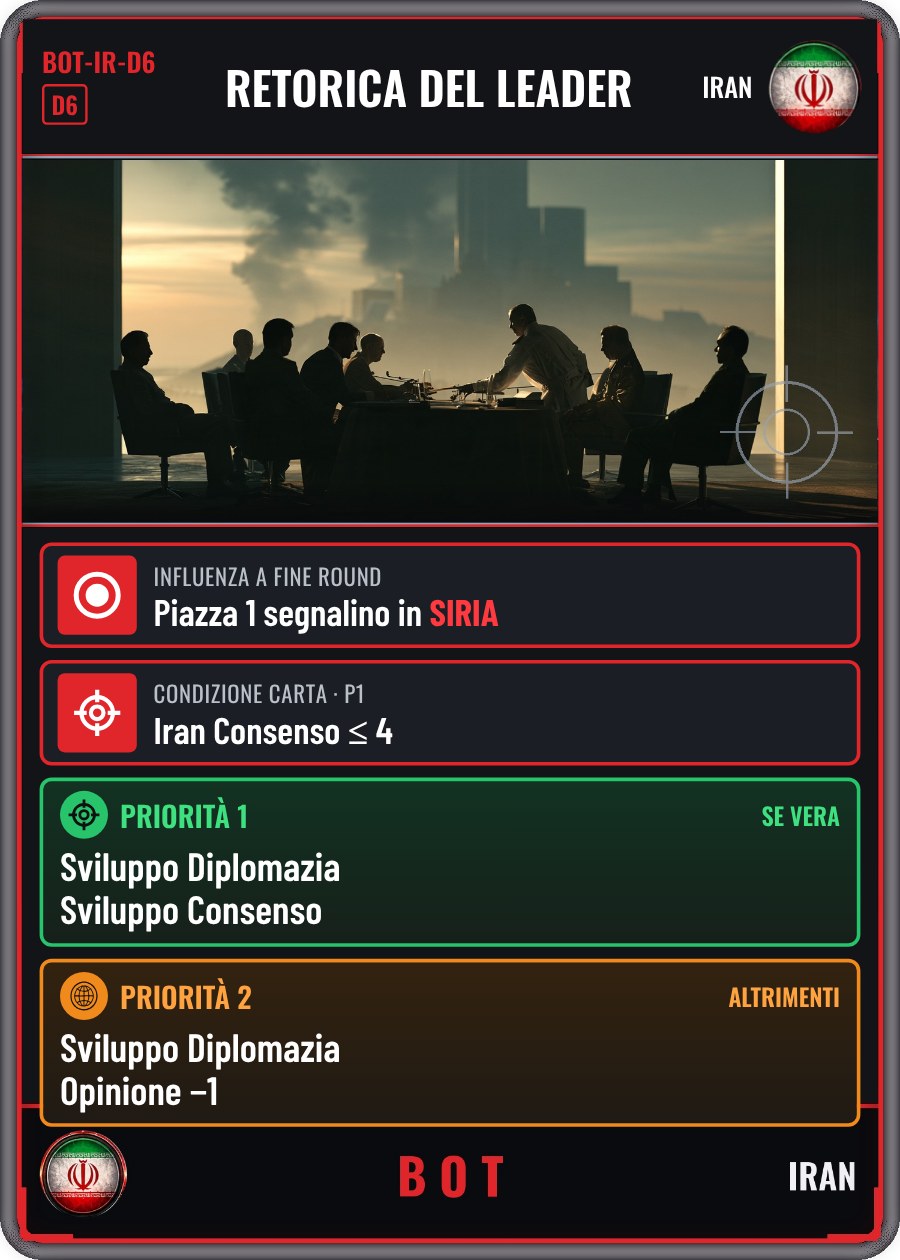 BOT-IR-D6
D6
RETORICA DEL LEADER
IRAN
INFLUENZA A FINE ROUND
Piazza 1 segnalino in SIRIA
CONDIZIONE CARTA · P1
Iran Consenso ≤ 4
PRIORITÀ 1
SE VERA
Sviluppo Diplomazia
Sviluppo Consenso
PRIORITÀ 2
ALTRIMENTI
Sviluppo Diplomazia
Opinione −1
BOT
IRAN